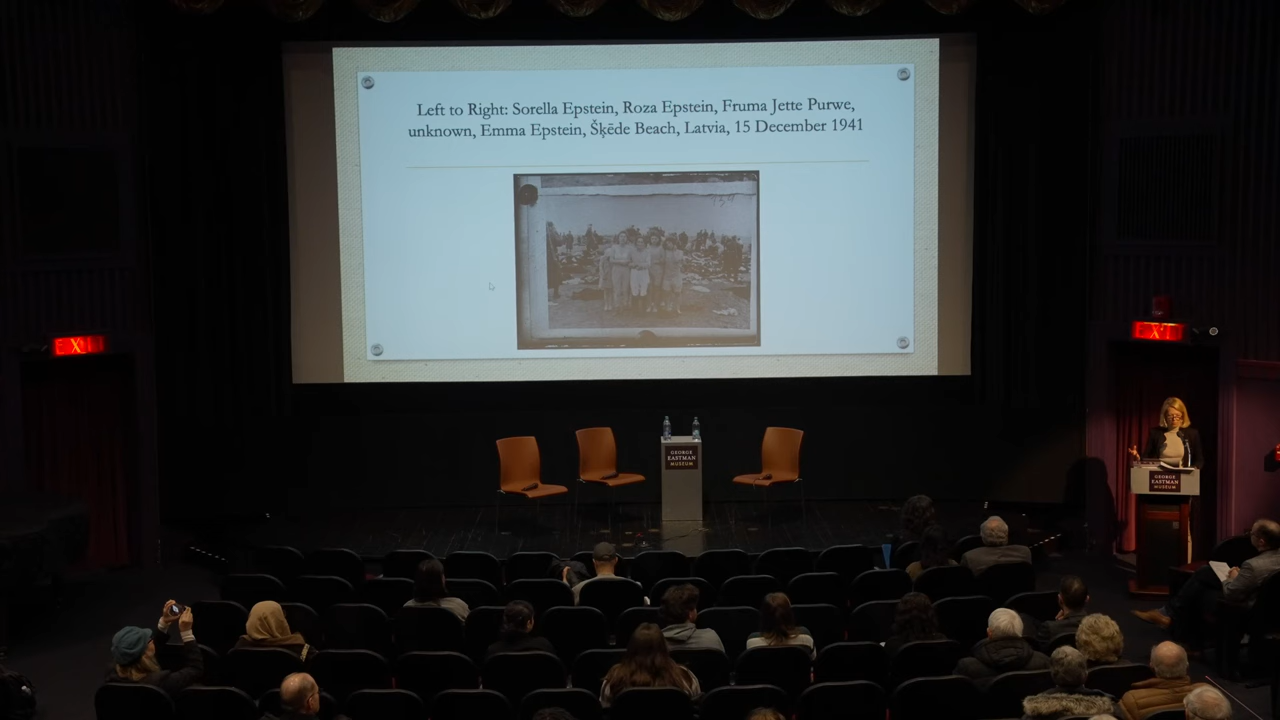 Left to Right: Sorella Epstein, Roza Epstein, Fruma Jette Purwe,
unknown, Emma Epstein, Šķēde Beach, Latvia, 15 December 1941
EXIT
EXIT
GEORGE
EASTMAN
MUSEUM
GEORGE
EASTMAN
MUSEUM